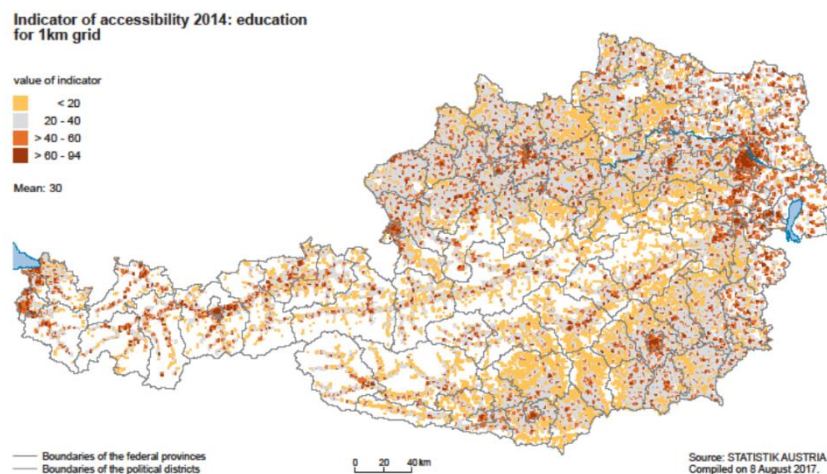 Indicator of accessibility 2014: education
for 1km grid
value of indicator
< 20
20 - 40
> 40 - 60
> 60 - 94
Mean: 30
Boundaries of the federal provinces
Boundaries of the political districts
0 20 40 km
Source: STATISTIK AUSTRIA
Compiled on 8 August 2017.